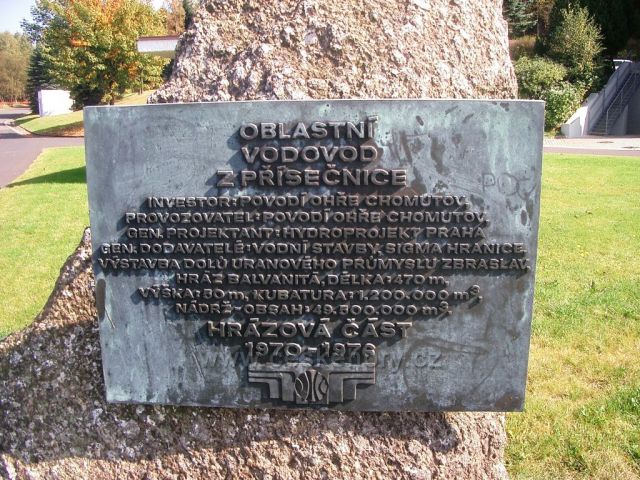 OBLASTNÍ
VODOVOD
Z PŘÍSEČNICE
INVESTOR: POVODÍ OHŘE CHOMUTOV.
PROVOZOVATEL: POVODÍ OHŘE CHOMUTOV.
GEN. PROJEKTANT: HYDROPROJEKT PRAHA
GEN. DODAVATELÉ: VODNÍ STAVBY, SIGMA HRANICE,
VÝSTAVBA DOLŮ URANOVÉHO PRŮMYSLU ZBRASLAV.
HRÁZ BALVANITÁ, DÉLKA: 470 m,
VÝŠKA: 50 m, KUBATURA: 1.200.000 m³,
NÁDRŽ - OBSAH: 49.500.000 m³,
HRÁZOVÁ ČÁST
1970 - 1976